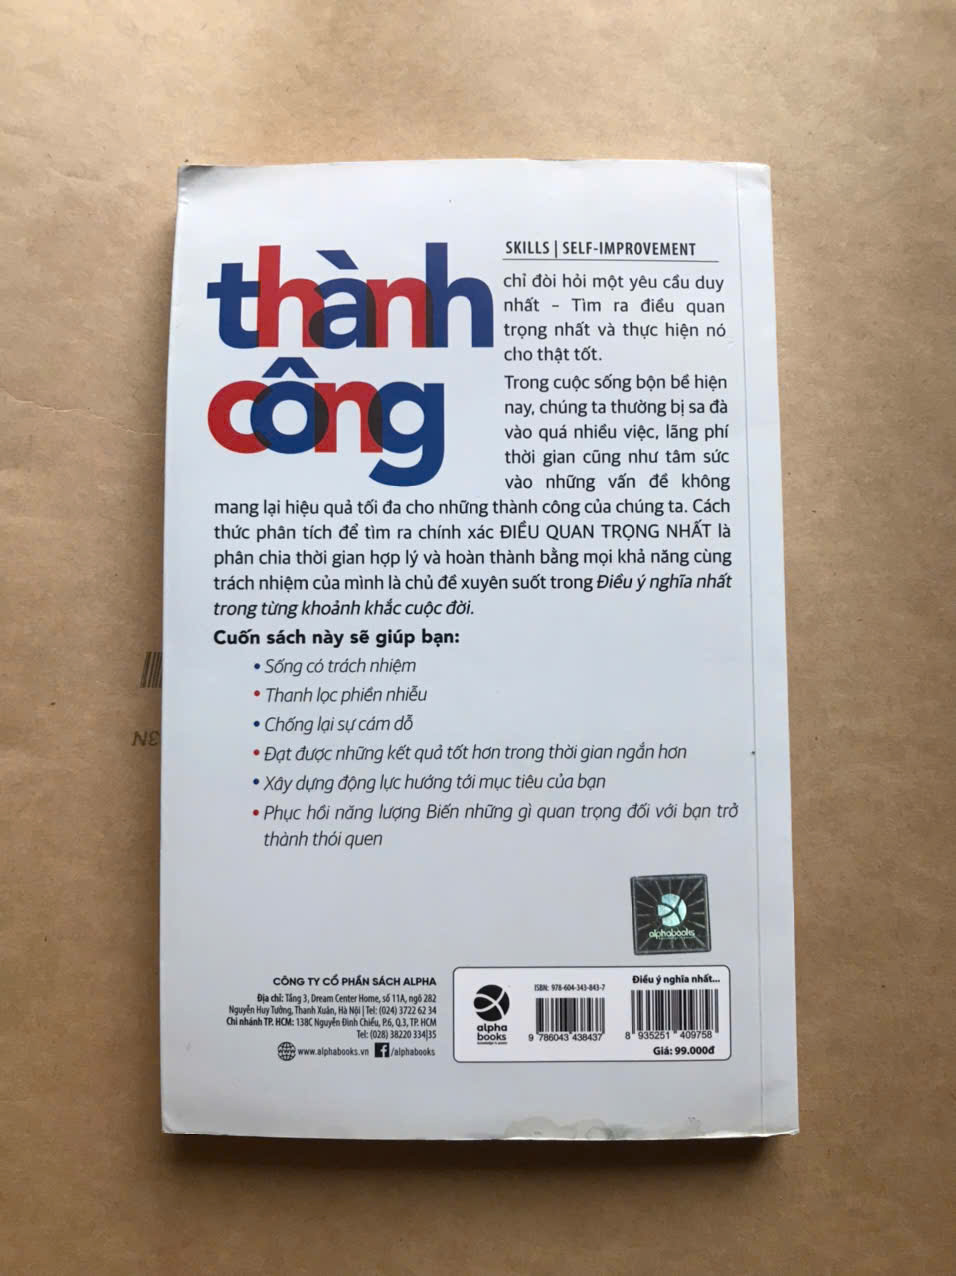 thành
công
SKILLS | SELF-IMPROVEMENT
chỉ đòi hỏi một yêu cầu duy
nhất – Tìm ra điều quan
trọng nhất và thực hiện nó
cho thật tốt.
Trong cuộc sống bộn bề hiện
nay, chúng ta thường bị sa đà
vào quá nhiều việc, lãng phí
thời gian cũng như tâm sức
vào những vấn đề không
mang lại hiệu quả tối đa cho những thành công của chúng ta. Cách
thức phân tích để tìm ra chính xác ĐIỀU QUAN TRỌNG NHẤT là
phân chia thời gian hợp lý và hoàn thành bằng mọi khả năng cùng
trách nhiệm của mình là chủ đề xuyên suốt trong Điều ý nghĩa nhất
trong từng khoảnh khắc cuộc đời.
Cuốn sách này sẽ giúp bạn:
• Sống có trách nhiệm
• Thanh lọc phiền nhiễu
• Chống lại sự cám dỗ
• Đạt được những kết quả tốt hơn trong thời gian ngắn hơn
• Xây dựng động lực hướng tới mục tiêu của bạn
• Phục hồi năng lượng Biến những gì quan trọng đối với bạn trở
thành thói quen
alphabooks
CÔNG TY CỔ PHẦN SÁCH ALPHA
Địa chỉ: Tầng 3, Dream Center Home, số 11A, ngõ 282
Nguyễn Huy Tưởng, Thanh Xuân, Hà Nội | Tel: (024) 3722 62 34
Chi nhánh TP. HCM: 138C Nguyễn Đình Chiểu, P.6, Q.3, TP. HCM
Tel: (028) 38220 334|35
www.alphabooks.vn f /alphabooks
alpha
books
knowledge is power
ISBN: 978-604-343-843-7
9 786043 438437
Điều ý nghĩa nhất...
8 935251 409758
Giá: 99.000đ